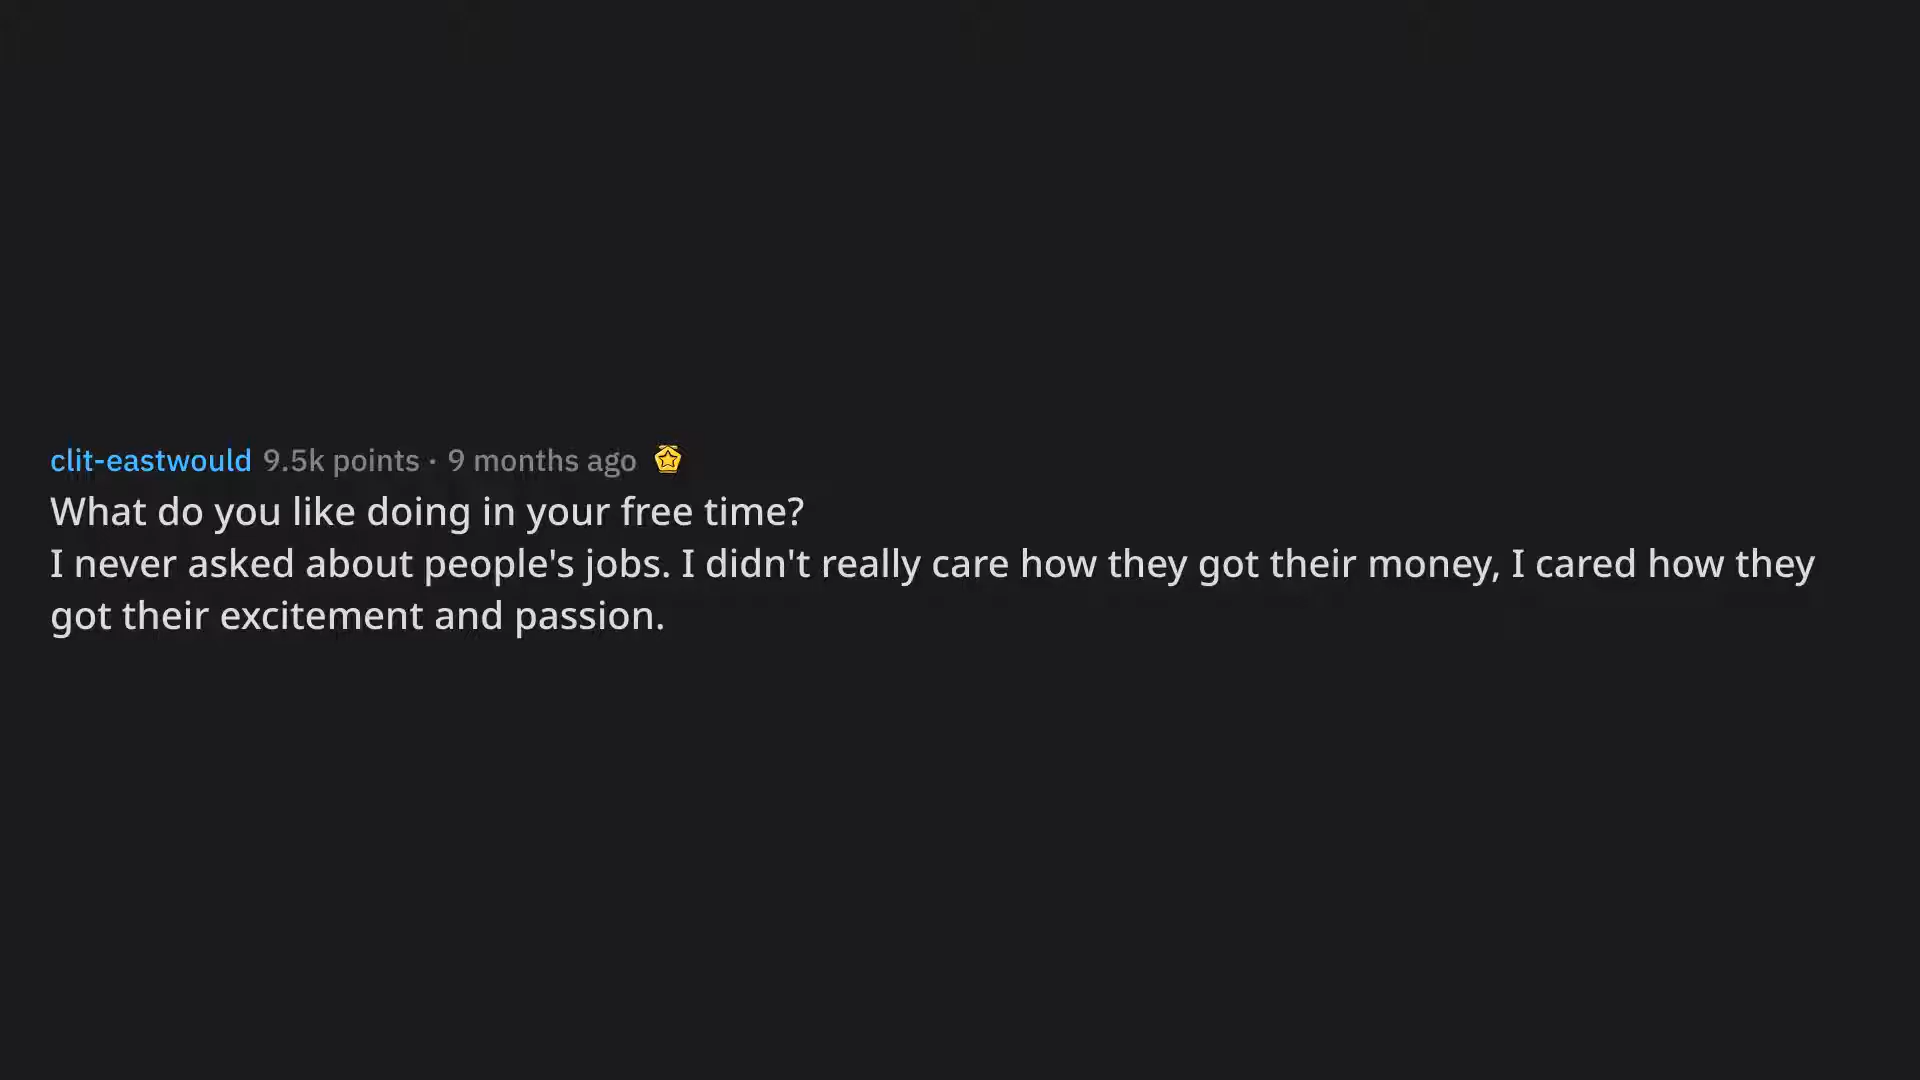 clit-eastwould 9.5k points · 9 months ago
What do you like doing in your free time?
I never asked about people's jobs. I didn't really care how they got their money, I cared how they
got their excitement and passion.